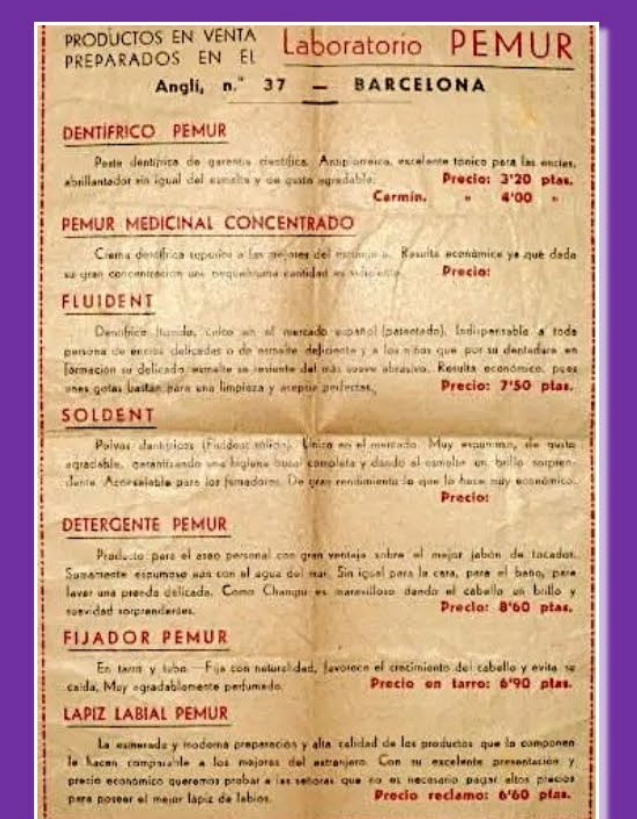 PRODUCTOS EN VENTA
PREPARADOS EN EL
Laboratorio PEMUR
Anglí, n.º 37 — BARCELONA
DENTÍFRICO PEMUR
Pasta dentífrica de garantía científica. Antipiorreica, excelente tónico para las encías,
abrillantador sin igual del esmalte y de gusto agradable. Precio: 3'20 ptas.
Carmín. » 4'00 »
PEMUR MEDICINAL CONCENTRADO
Crema dentífrica superior a las mejores del extranjero. Resulta económica ya que dada
su gran concentración una pequeñísima cantidad es suficiente. Precio:
FLUIDENT
Dentífrico líquido, único en el mercado español (patentado). Indispensable a toda
persona de encías delicadas o de esmalte deficiente y a los niños que por su dentadura en
formación su delicado esmalte se resiente del más suave abrasivo. Resulta económico, pues
unas gotas bastan para una limpieza y asepsia perfectas. Precio: 7'50 ptas.
SOLDENT
Polvos dentífricos (Fluident sólido). Único en el mercado. Muy espumoso, de gusto
agradable, garantizando una higiene bucal completa y dando al esmalte un brillo sorpren-
dente. Aconsejable para los fumadores. De gran rendimiento lo que lo hace muy económico.
Precio:
DETERGENTE PEMUR
Producto para el aseo personal con gran ventaja sobre el mejor jabón de tocador.
Sumamente espumoso aun con el agua del mar. Sin igual para la cara, para el baño, para
lavar una prenda delicada. Como Champú es maravilloso dando al cabello un brillo y
suavidad sorprendentes. Precio: 8'60 ptas.
FIJADOR PEMUR
En tarro y tubo.—Fija con naturalidad, favorece el crecimiento del cabello y evita su
caída. Muy agradablemente perfumado. Precio en tarro: 6'90 ptas.
LAPIZ LABIAL PEMUR
La esmerada y moderna preparación y alta calidad de los productos que lo componen
le hacen comparable a los mejores del extranjero. Con su excelente presentación y
precio económico queremos probar a las señoras que no es necesario pagar altos precios
para poseer el mejor lápiz de labios. Precio reclamo: 6'60 ptas.